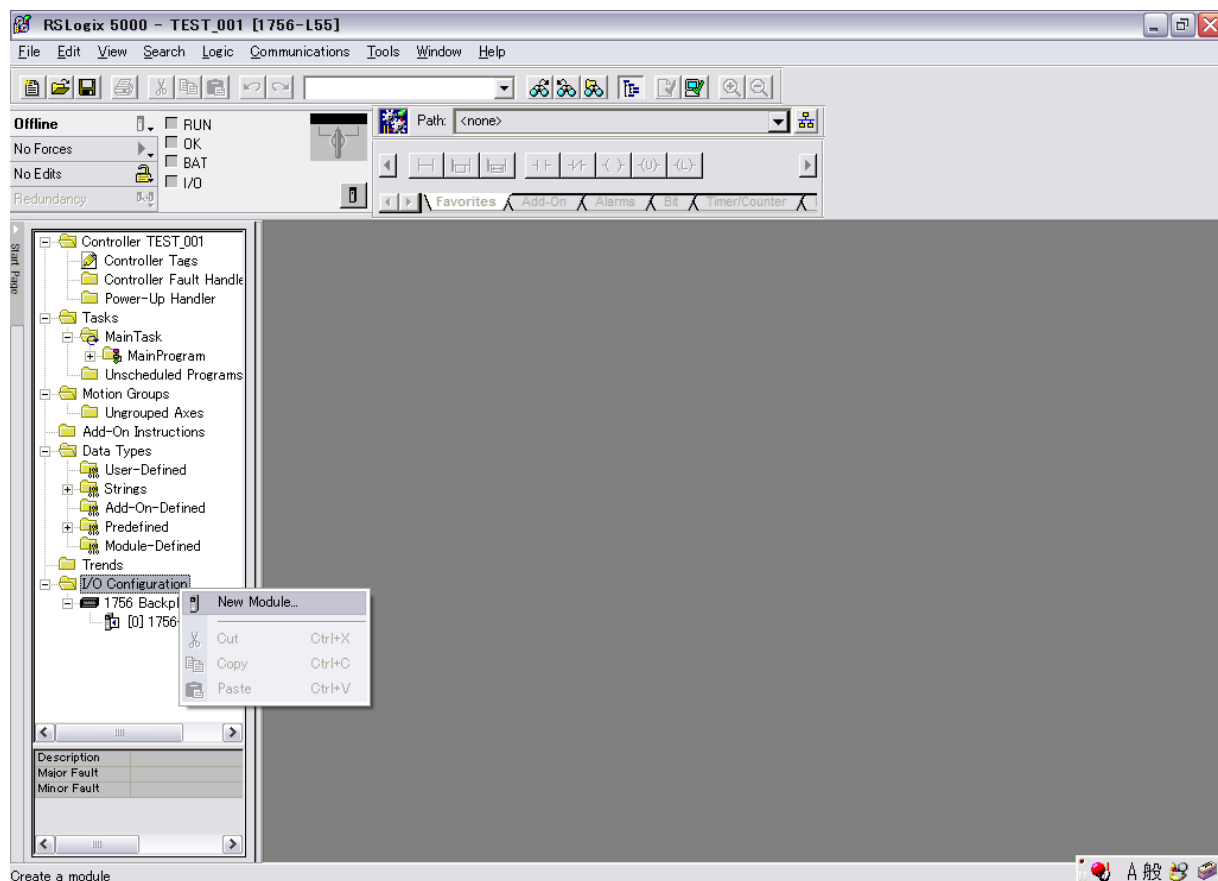 RSLogix 5000 - TEST_001 [1756-L55]
File Edit View Search Logic Communications Tools Window Help
Offline
RUN
No Forces
OK
No Edits
BAT
Redundancy
I/O
Path: <none>
Favorites Add-On Alarms Bit Timer/Counter
Start Page
Controller TEST_001
Controller Tags
Controller Fault Handle
Power-Up Handler
Tasks
MainTask
MainProgram
Unscheduled Programs
Motion Groups
Ungrouped Axes
Add-On Instructions
Data Types
User-Defined
Strings
Add-On-Defined
Predefined
Module-Defined
Trends
I/O Configuration
1756 Backpl
[0] 1756-
New Module...
Cut Ctrl+X
Copy Ctrl+C
Paste Ctrl+V
Description
Major Fault
Minor Fault
Create a module
A 般